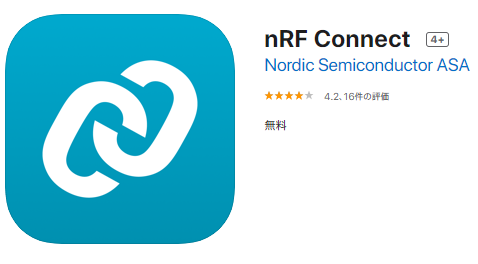 nRF Connect 4+
Nordic Semiconductor ASA
★★★★★ 4.2、16件の評価
無料